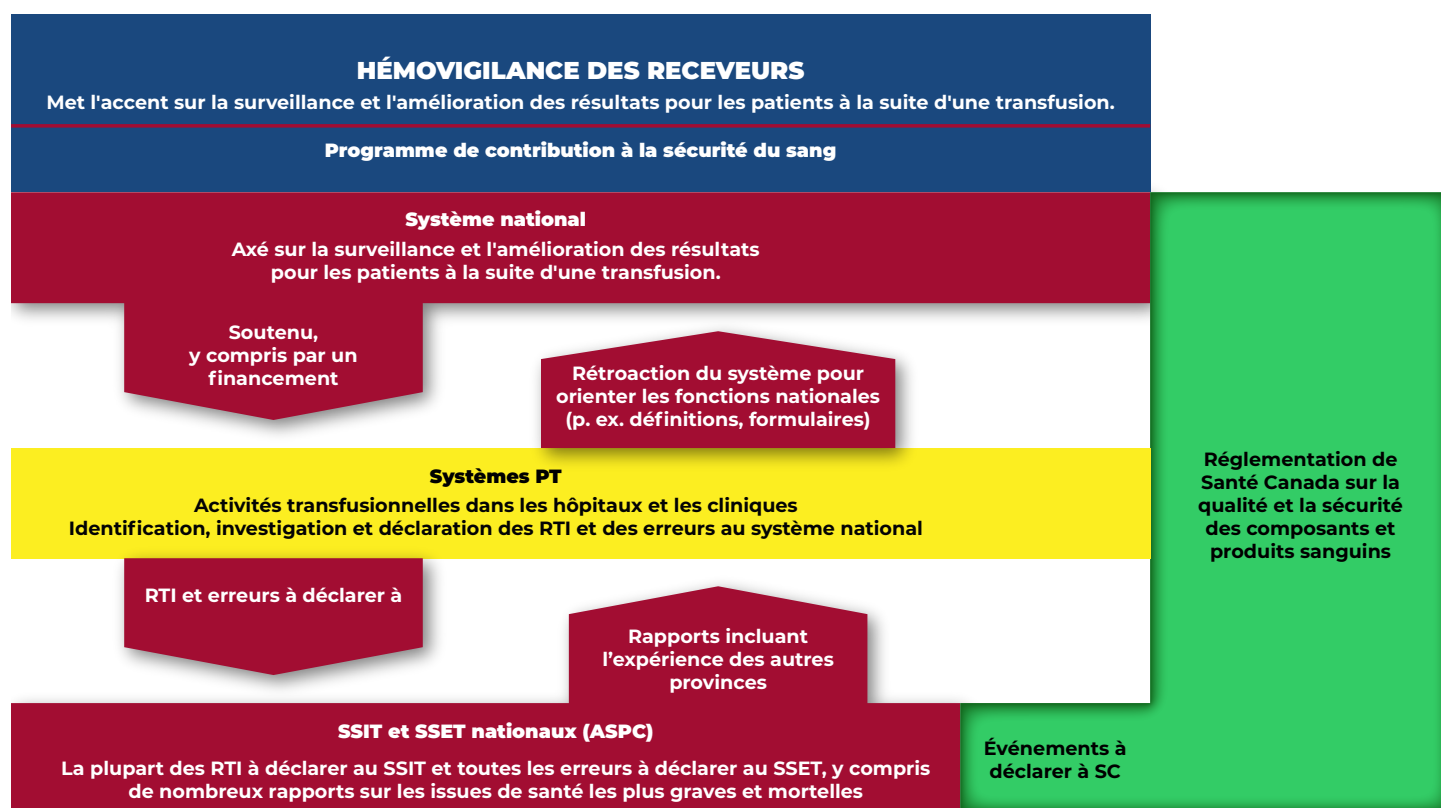 HÉMOVIGILANCE DES RECEVEURS
Met l'accent sur la surveillance et l'amélioration des résultats pour les patients à la suite d'une transfusion.
Programme de contribution à la sécurité du sang
Système national
Axé sur la surveillance et l'amélioration des résultats
pour les patients à la suite d'une transfusion.
Soutenu,
y compris par un
financement
Rétroaction du système pour
orienter les fonctions nationales
(p. ex. définitions, formulaires)
Systèmes PT
Activités transfusionnelles dans les hôpitaux et les cliniques
Identification, investigation et déclaration des RTI et des erreurs au système national
RTI et erreurs à déclarer à
Rapports incluant
l’expérience des autres
provinces
SSIT et SSET nationaux (ASPC)
La plupart des RTI à déclarer au SSIT et toutes les erreurs à déclarer au SSET, y compris
de nombreux rapports sur les issues de santé les plus graves et mortelles
Réglementation de
Santé Canada sur la
qualité et la sécurité
des composants et
produits sanguins
Événements à
déclarer à SC